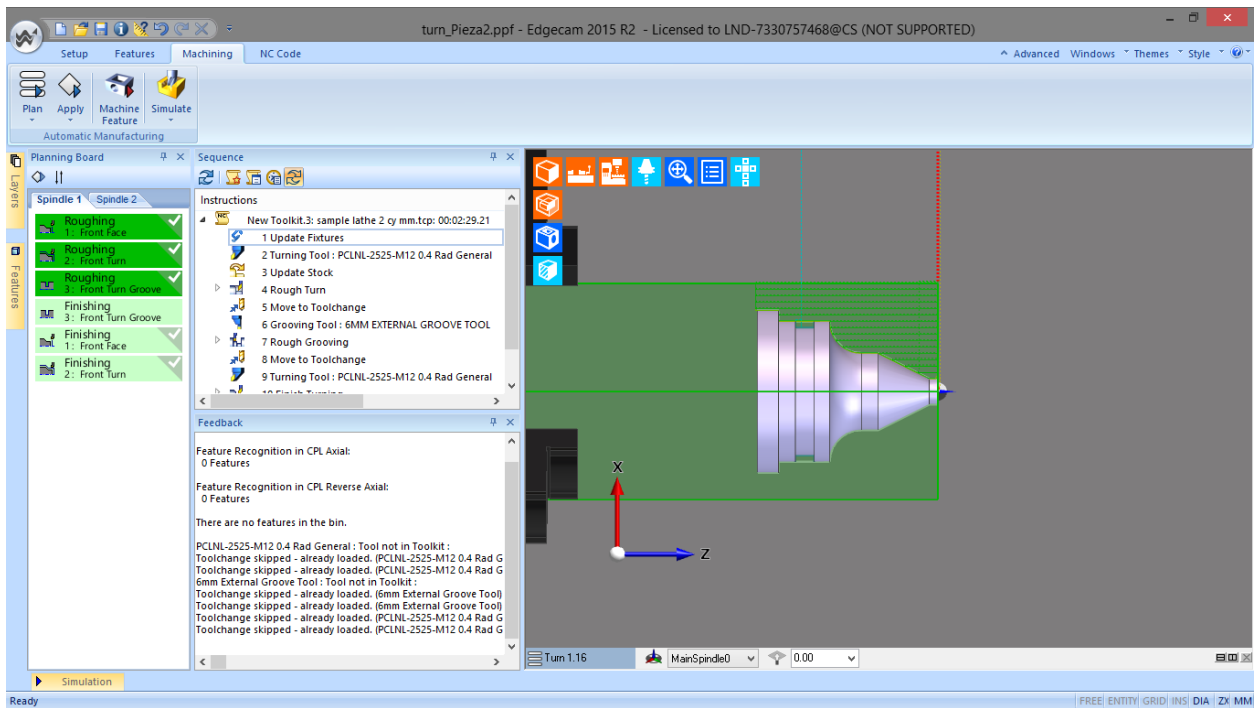 turn_Pieza2.ppf - Edgecam 2015 R2 - Licensed to LND-7330757468@CS (NOT SUPPORTED)
Setup Features Machining NC Code
Advanced Windows Themes Style
Plan Apply Machine Feature Simulate
Automatic Manufacturing
Layers
Features
Planning Board
Spindle 1 Spindle 2
Roughing
1: Front Face
Roughing
2: Front Turn
Roughing
3: Front Turn Groove
Finishing
3: Front Turn Groove
Finishing
1: Front Face
Finishing
2: Front Turn
Sequence
Instructions
New Toolkit.3: sample lathe 2 cy mm.tcp: 00:02:29.21
1 Update Fixtures
2 Turning Tool : PCLNL-2525-M12 0.4 Rad General
3 Update Stock
4 Rough Turn
5 Move to Toolchange
6 Grooving Tool : 6MM EXTERNAL GROOVE TOOL
7 Rough Grooving
8 Move to Toolchange
9 Turning Tool : PCLNL-2525-M12 0.4 Rad General
10 Finish Turning
Feedback
Feature Recognition in CPL Axial:
0 Features
Feature Recognition in CPL Reverse Axial:
0 Features
There are no features in the bin.
PCLNL-2525-M12 0.4 Rad General : Tool not in Toolkit :
Toolchange skipped - already loaded. (PCLNL-2525-M12 0.4 Rad G
Toolchange skipped - already loaded. (PCLNL-2525-M12 0.4 Rad G
6mm External Groove Tool : Tool not in Toolkit :
Toolchange skipped - already loaded. (6mm External Groove Tool)
Toolchange skipped - already loaded. (6mm External Groove Tool)
Toolchange skipped - already loaded. (PCLNL-2525-M12 0.4 Rad G
Toolchange skipped - already loaded. (PCLNL-2525-M12 0.4 Rad G
X
Z
Turn 1.16 MainSpindle0 0.00
Simulation
Ready
FREE ENTITY GRID INS DIA ZX MM